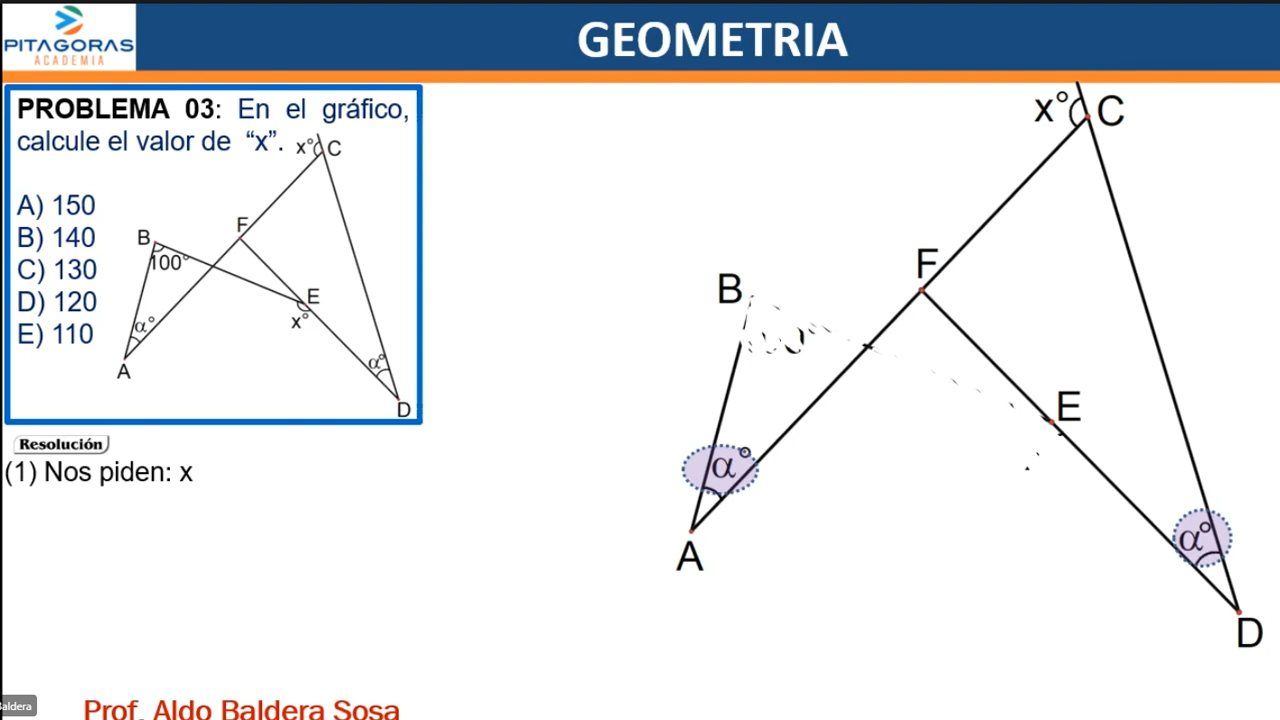 PITAGORAS
ACADEMIA
GEOMETRIA
PROBLEMA 03: En el gráfico,
calcule el valor de “x”.
A) 150
B) 140
C) 130
D) 120
E) 110
x° C
F
B
100°
E
x°
α°
α°
A
D
Resolución
(1) Nos piden: x
x° C
F
B
E
α°
α°
A
D
Baldera
Prof. Aldo Baldera Sosa